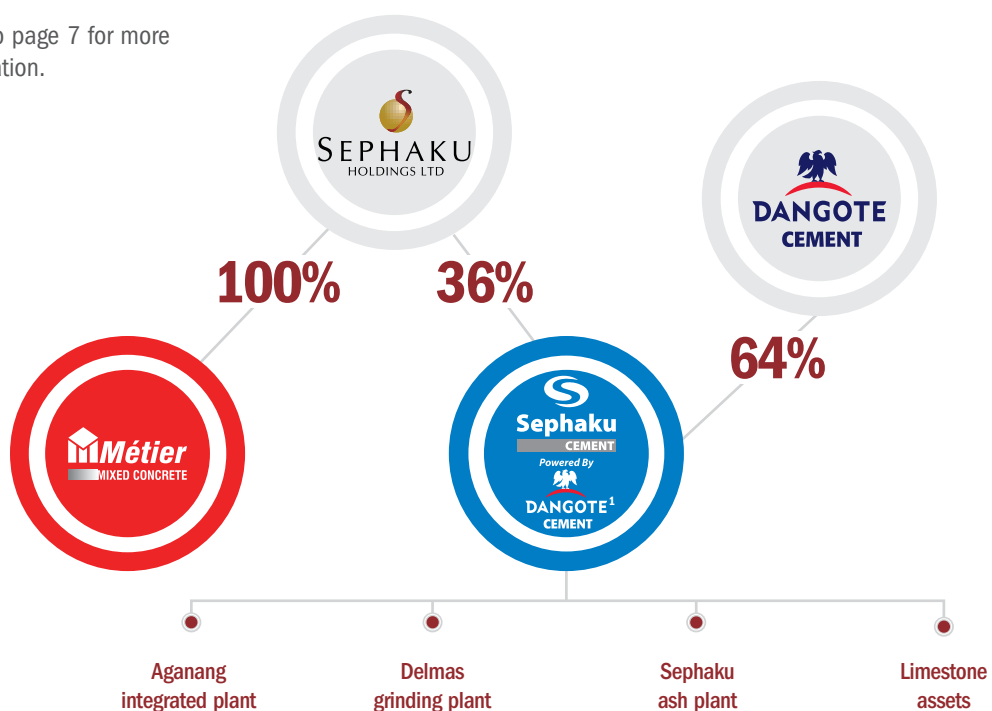 page 7 for more
SEPHAKU
HOLDINGS LTD
DANGOTE
CEMENT
100%
36%
64%
Métier
MIXED CONCRETE
Sephaku
CEMENT
Powered By
DANGOTE¹
CEMENT
Aganang
integrated plant
Delmas
grinding plant
Sephaku
ash plant
Limestone
assets